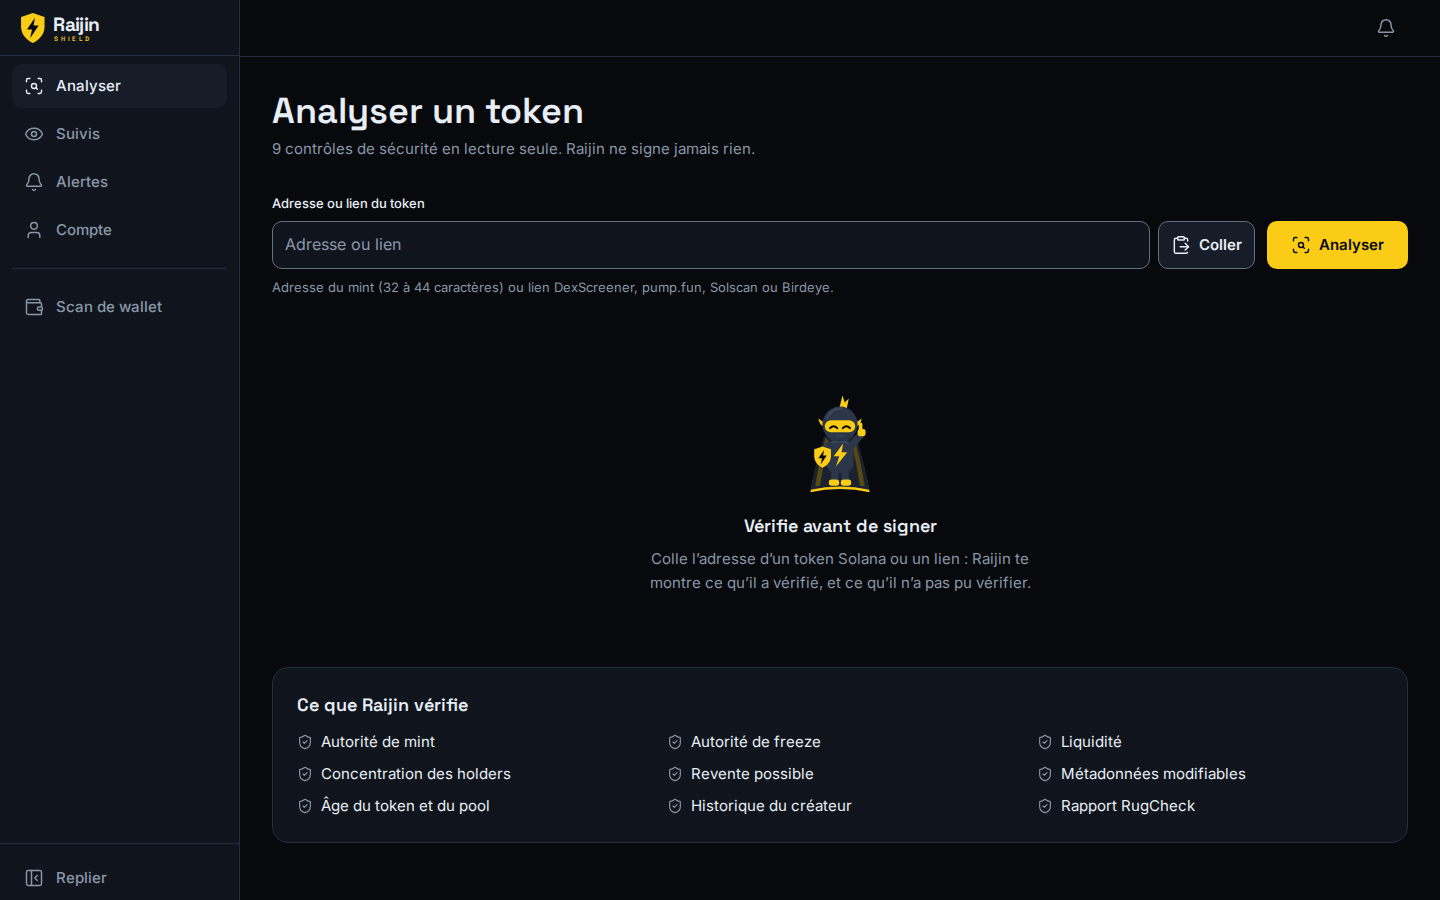 Raijin
SHIELD
Analyser
Suivis
Alertes
Compte
Scan de wallet
Replier
Analyser un token
9 contrôles de sécurité en lecture seule. Raijin ne signe jamais rien.
Adresse ou lien du token
Adresse ou lien
Coller
Analyser
Adresse du mint (32 à 44 caractères) ou lien DexScreener, pump.fun, Solscan ou Birdeye.
Vérifie avant de signer
Colle l’adresse d’un token Solana ou un lien : Raijin te
montre ce qu’il a vérifié, et ce qu’il n’a pas pu vérifier.
Ce que Raijin vérifie
Autorité de mint
Autorité de freeze
Liquidité
Concentration des holders
Revente possible
Métadonnées modifiables
Âge du token et du pool
Historique du créateur
Rapport RugCheck